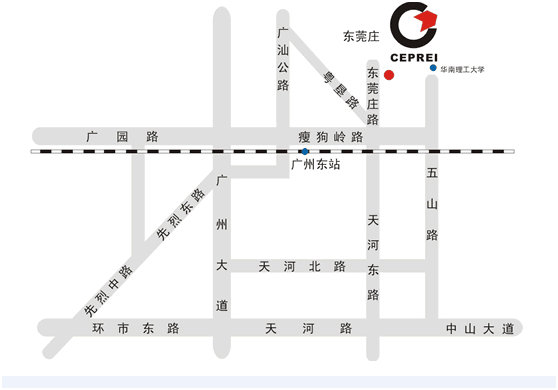 东莞庄
CEPREI
华南理工大学
广汕公路
粤垦路
东莞庄路
广园路
瘦狗岭路
广州东站
五山路
广州大道
先烈东路
天河东路
天河北路
先烈中路
环市东路
天河路
中山大道